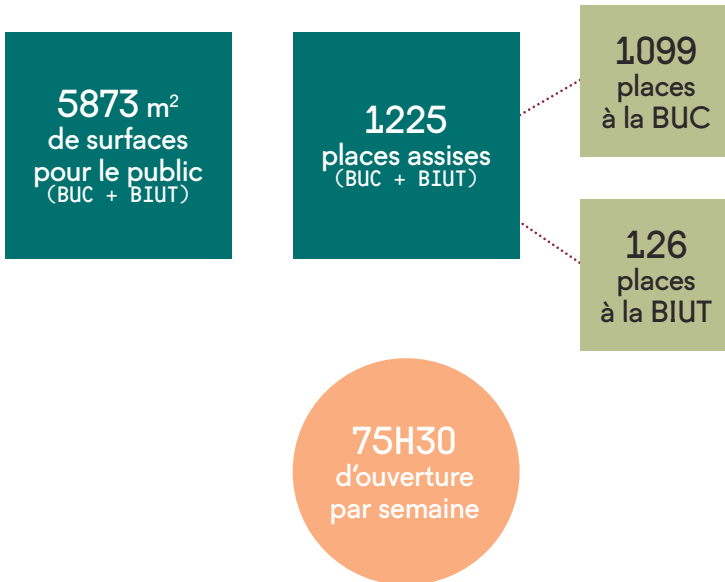 5873 m²
de surfaces
pour le public
(BUC + BIUT)
1225
places assises
(BUC + BIUT)
1099
places
à la BUC
126
places
à la BIUT
75H30
d'ouverture
par semaine